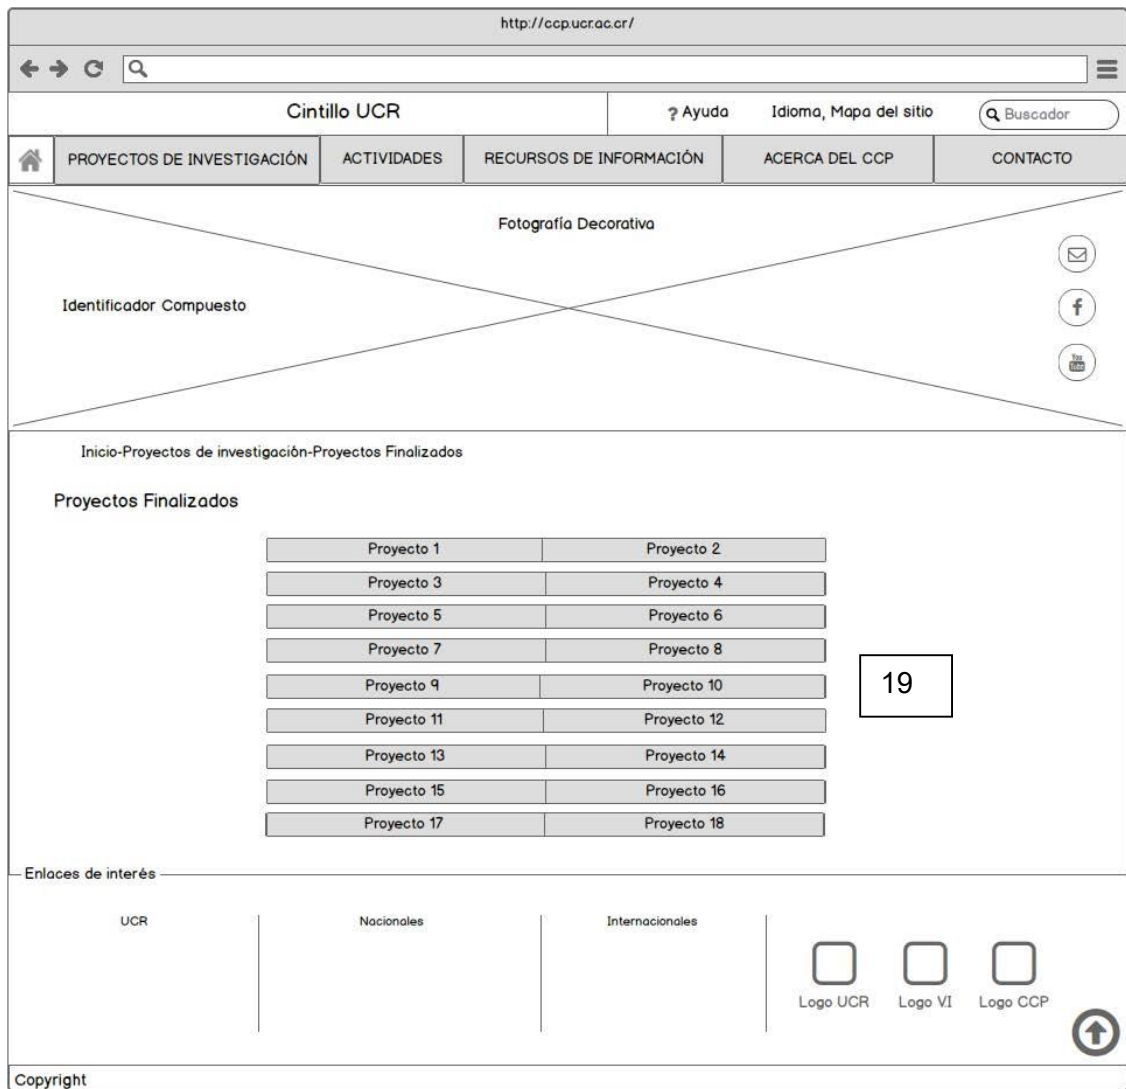 http://ccp.ucr.ac.cr/
Cintillo UCR
? Ayuda
Idioma, Mapa del sitio
Buscador
PROYECTOS DE INVESTIGACIÓN
ACTIVIDADES
RECURSOS DE INFORMACIÓN
ACERCA DEL CCP
CONTACTO
Fotografía Decorativa
Identificador Compuesto
f
You Tube
Inicio-Proyectos de investigación-Proyectos Finalizados
Proyectos Finalizados
Proyecto 1 Proyecto 2
Proyecto 3 Proyecto 4
Proyecto 5 Proyecto 6
Proyecto 7 Proyecto 8
Proyecto 9 Proyecto 10
Proyecto 11 Proyecto 12
Proyecto 13 Proyecto 14
Proyecto 15 Proyecto 16
Proyecto 17 Proyecto 18
19
Enlaces de interés
UCR
Nacionales
Internacionales
Logo UCR
Logo VI
Logo CCP
Copyright